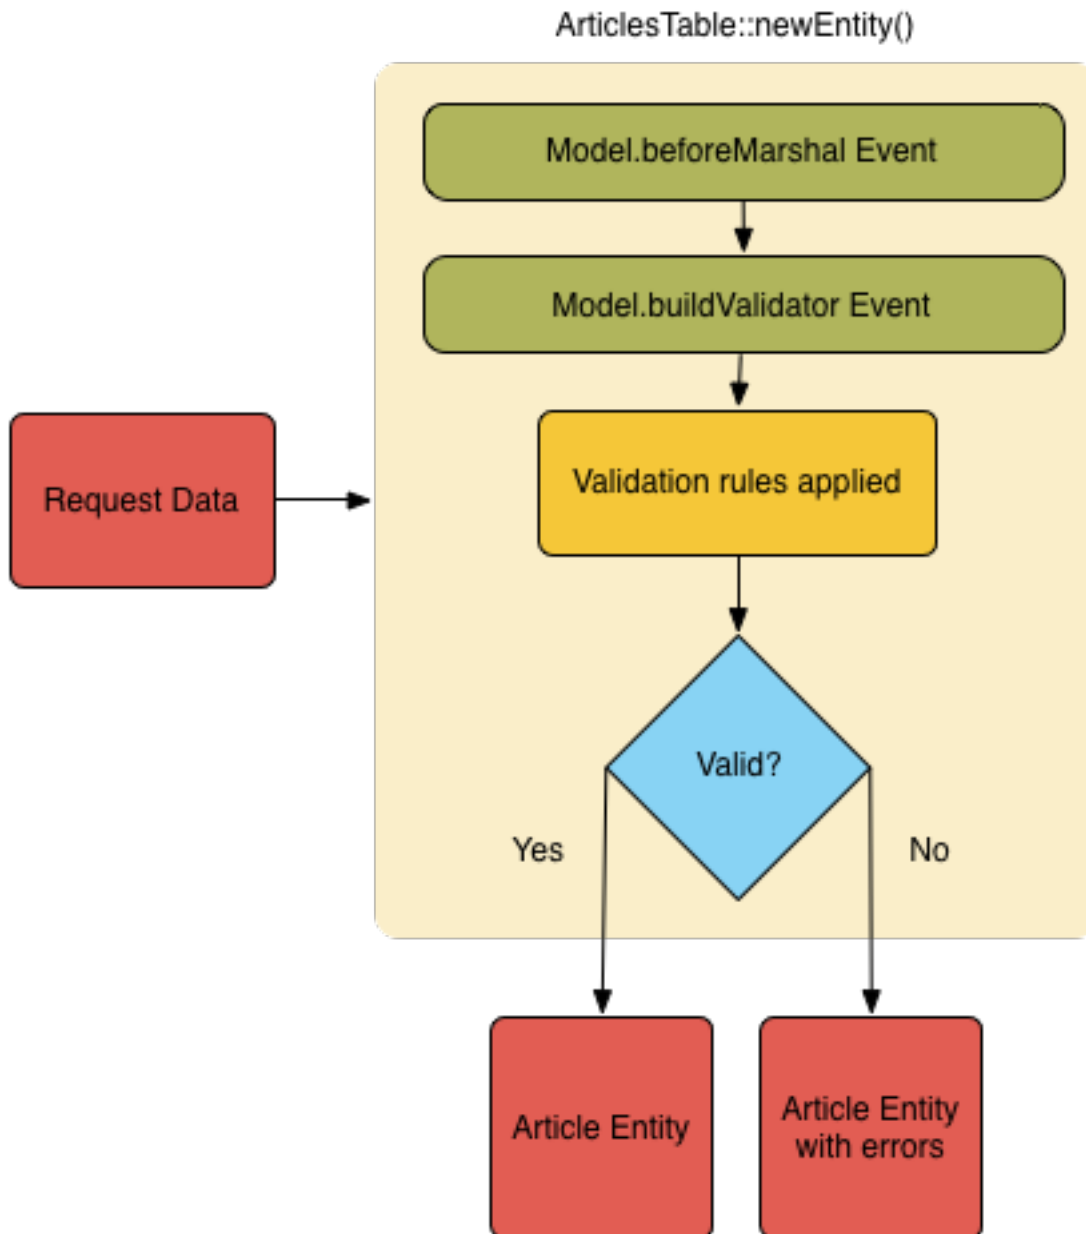 ArticlesTable::newEntity()
Model.beforeMarshal Event
Model.buildValidator Event
Request Data
Validation rules applied
Valid?
Yes
No
Article Entity
Article Entity
with errors